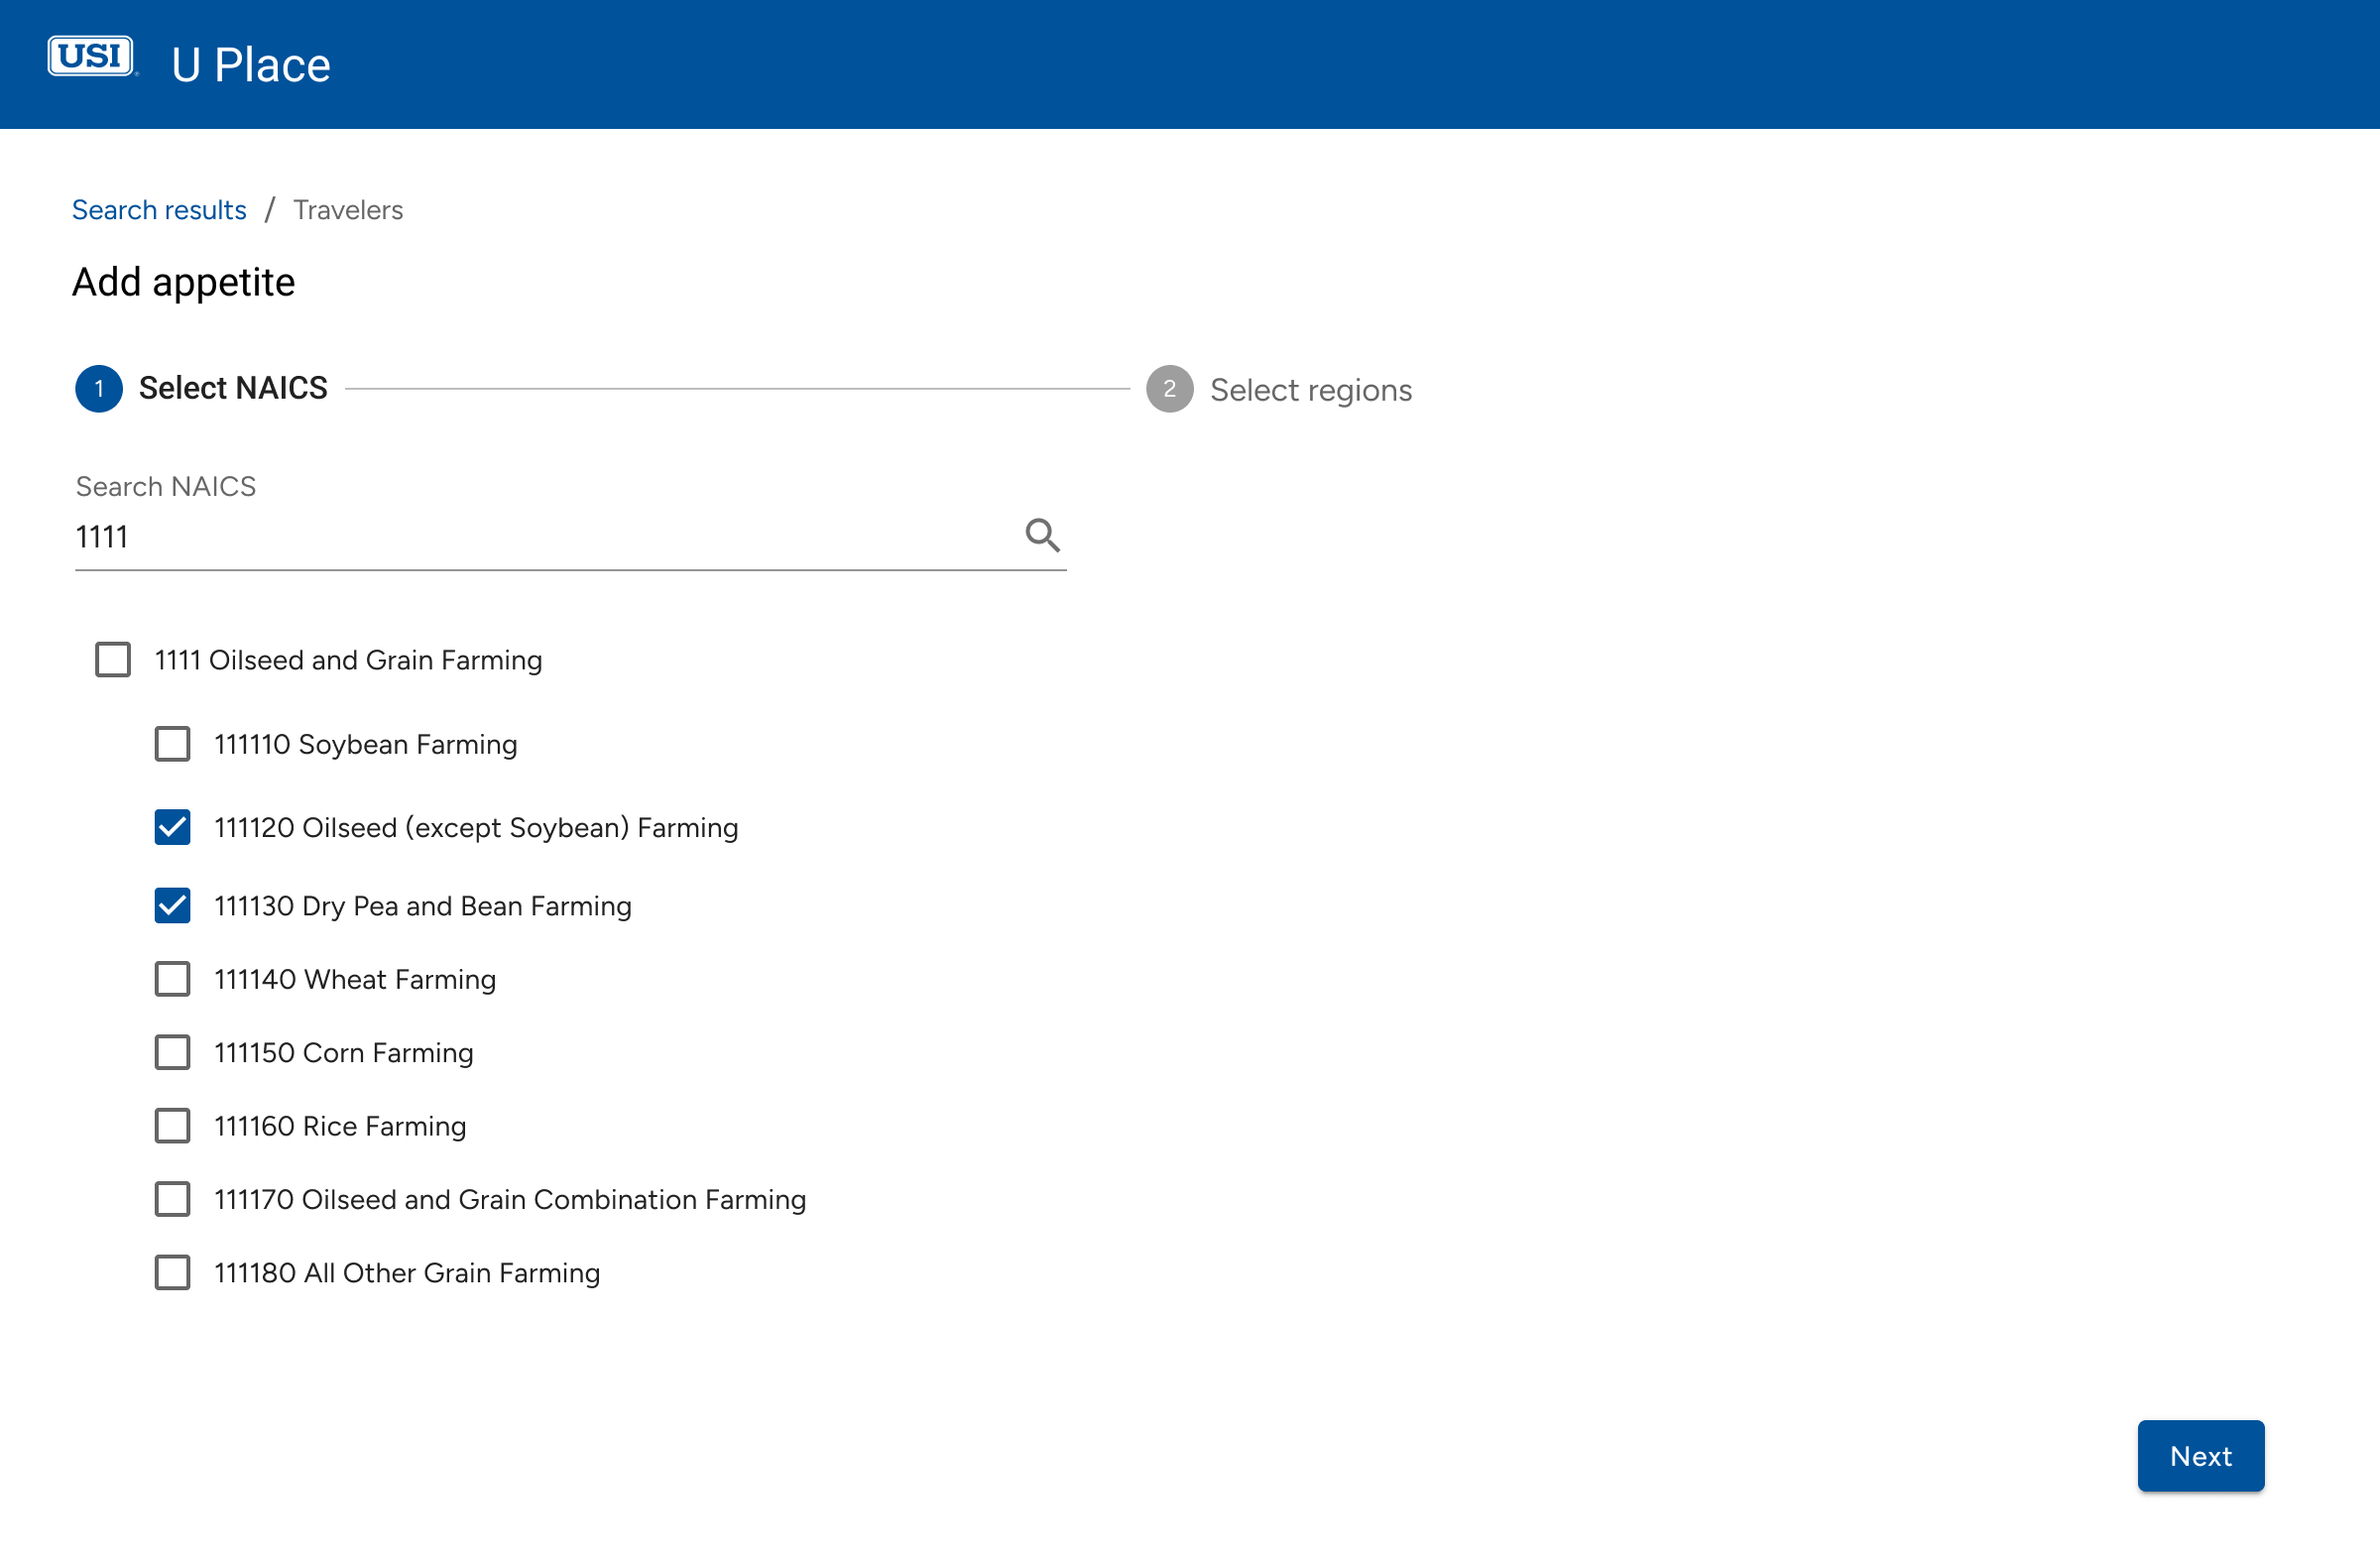 USI U Place
Search results / Travelers
Add appetite
1 Select NAICS 2 Select regions
Search NAICS
1111
1111 Oilseed and Grain Farming
111110 Soybean Farming
111120 Oilseed (except Soybean) Farming
111130 Dry Pea and Bean Farming
111140 Wheat Farming
111150 Corn Farming
111160 Rice Farming
111170 Oilseed and Grain Combination Farming
111180 All Other Grain Farming
Next